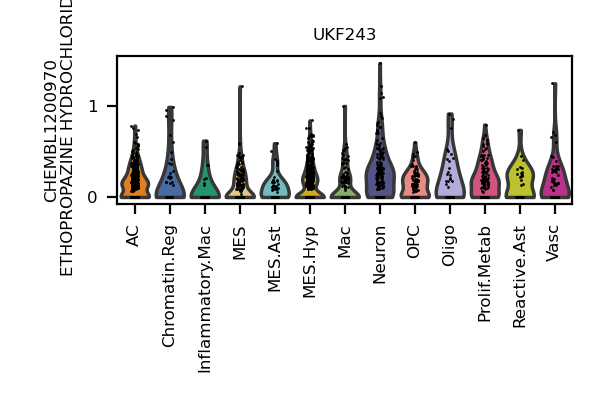 UKF243
CHEMBL1200970
ETHOPROPAZINE HYDROCHLORID
1
0
AC
Chromatin.Reg
Inflammatory.Mac
MES
MES.Ast
MES.Hyp
Mac
Neuron
OPC
Oligo
Prolif.Metab
Reactive.Ast
Vasc